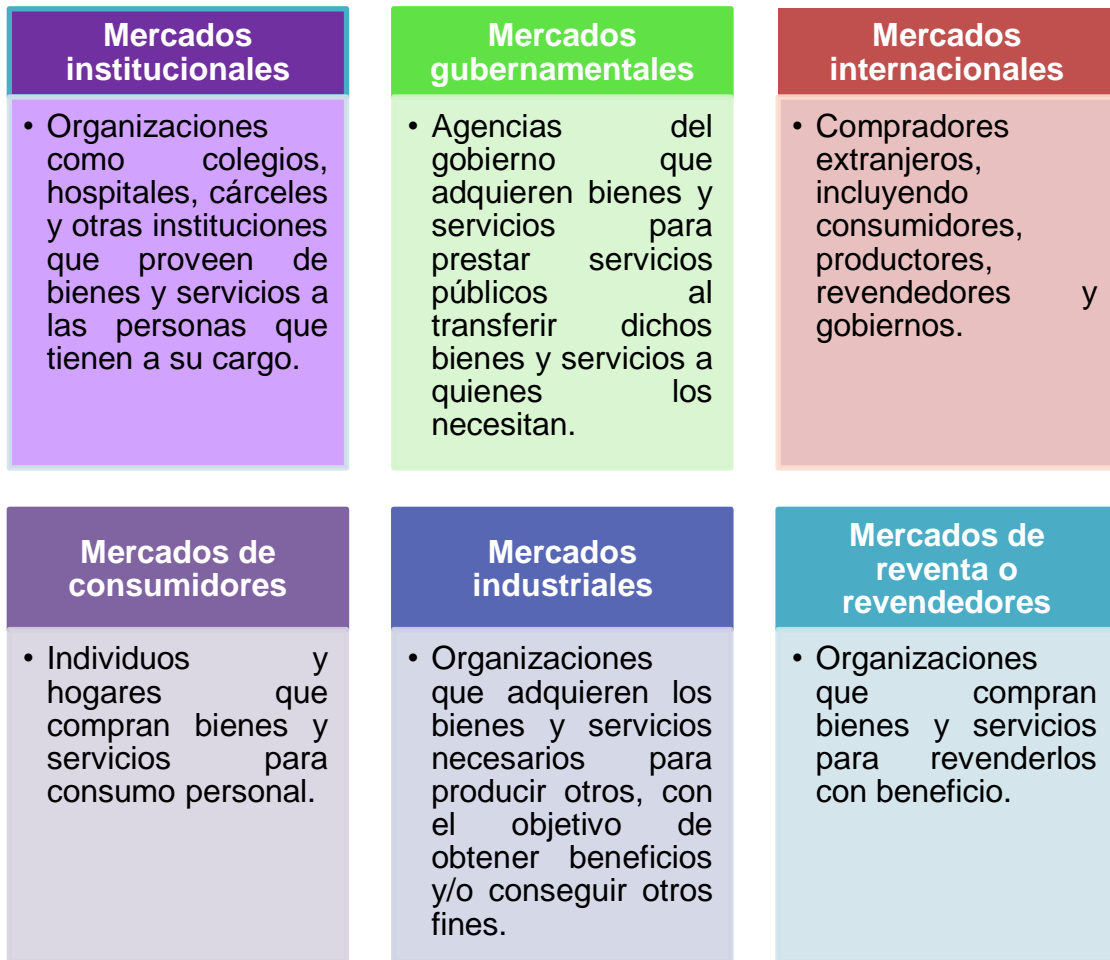 Mercados
institucionales
• Organizaciones
como colegios,
hospitales, cárceles
y otras instituciones
que proveen de
bienes y servicios a
las personas que
tienen a su cargo.
Mercados
gubernamentales
• Agencias del
gobierno que
adquieren bienes y
servicios para
prestar servicios
públicos al
transferir dichos
bienes y servicios a
quienes los
necesitan.
Mercados
internacionales
• Compradores
extranjeros,
incluyendo
consumidores,
productores,
revendedores y
gobiernos.
Mercados de
consumidores
• Individuos y
hogares que
compran bienes y
servicios para
consumo personal.
Mercados
industriales
• Organizaciones
que adquieren los
bienes y servicios
necesarios para
producir otros, con
el objetivo de
obtener beneficios
y/o conseguir otros
fines.
Mercados de
reventa o
revendedores
• Organizaciones
que compran
bienes y servicios
para revenderlos
con beneficio.